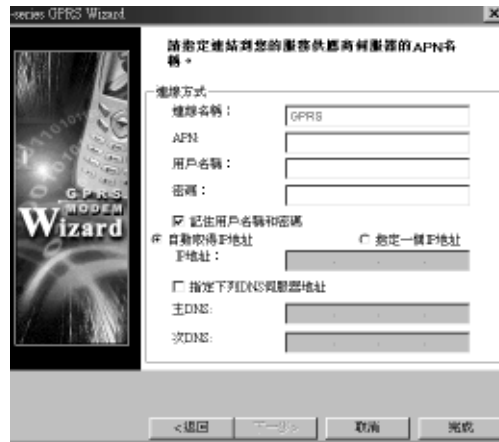 -series GPRS Wizard
請指定連結到您的服務供應商伺服器的APN名
稱。
連線方式
連線名稱：
GPRS
APN:
用戶名稱：
密碼：
記住用戶名稱和密碼
自動取得IP地址
指定一個IP地址
IP地址：
指定下列DNS伺服器地址
主DNS:
次DNS:
GPRS
MODEM
Wizard
<退回
下一步>
取消
完成